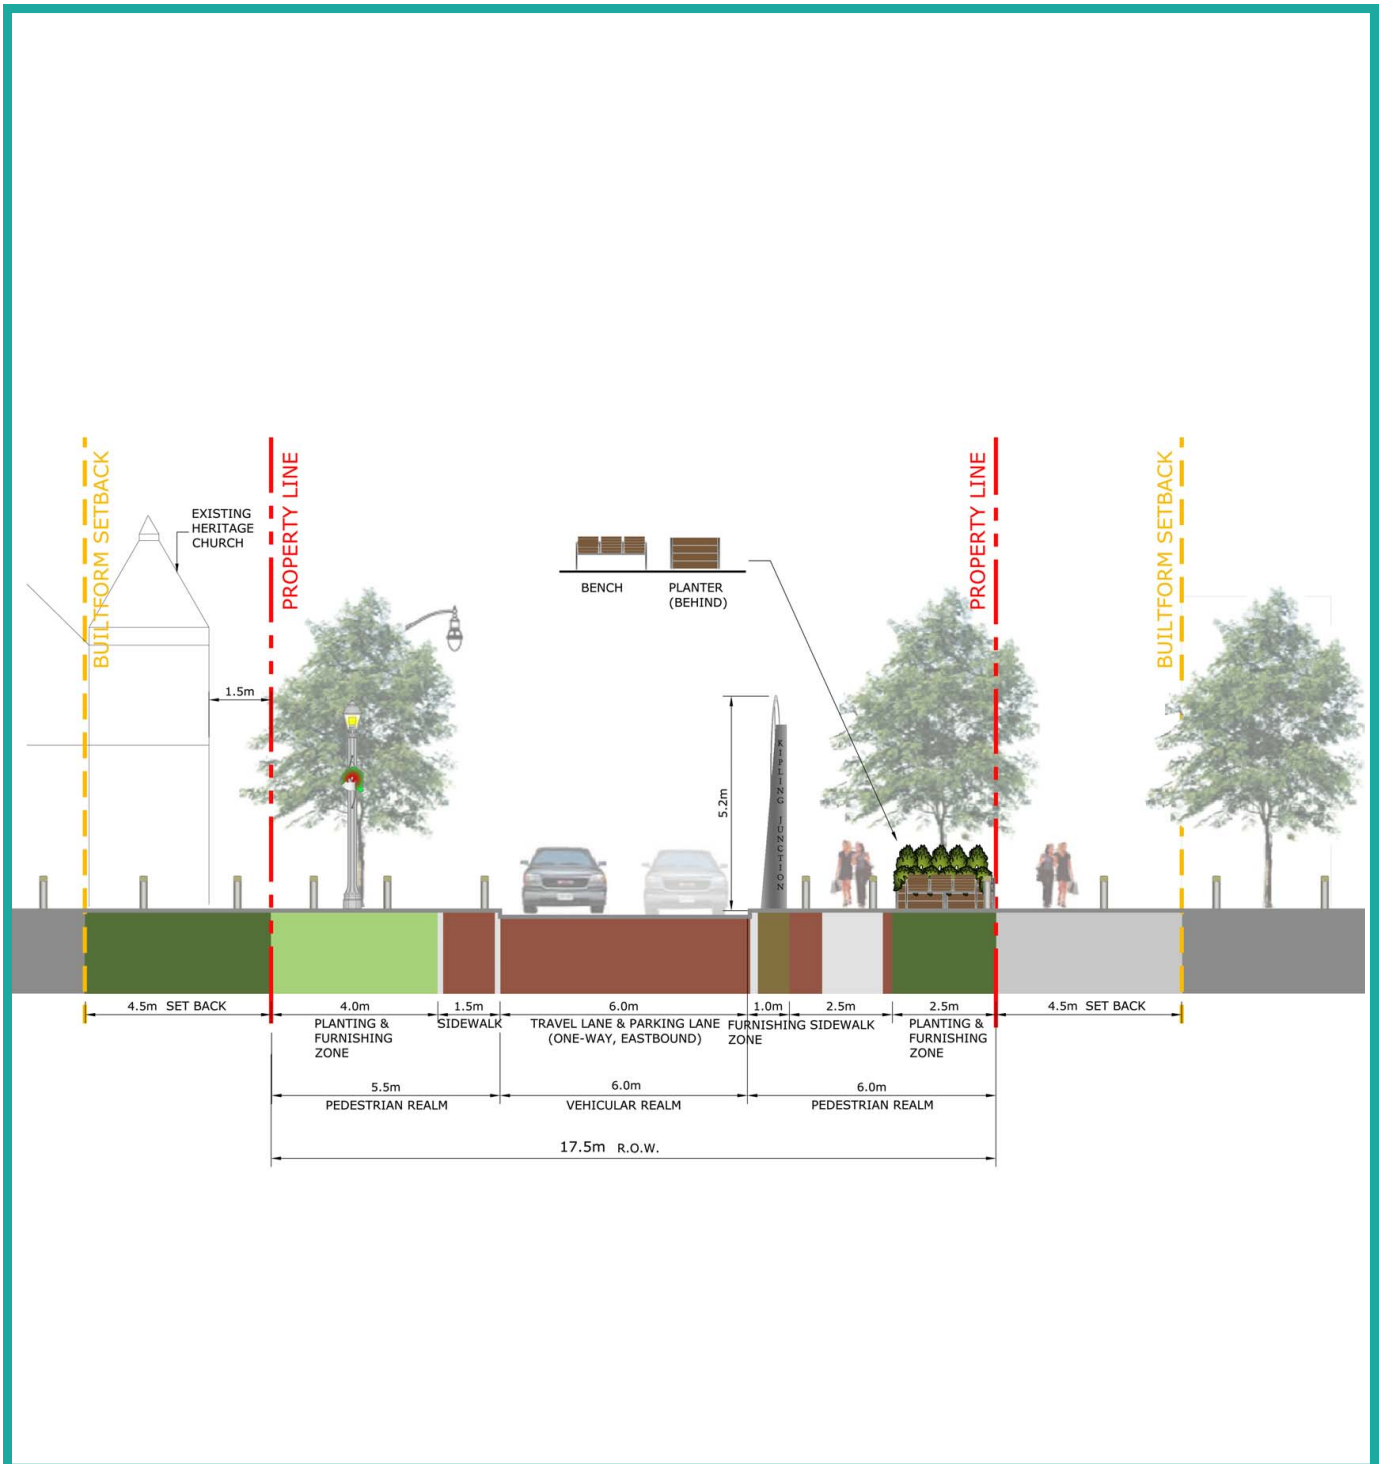 BUILTFORM SETBACK
EXISTING
HERITAGE
CHURCH
PROPERTY LINE
1.5m
BENCH
PLANTER
(BEHIND)
5.2m
KIPLING JUNCTION
PROPERTY LINE
BUILTFORM SETBACK
4.5m SET BACK
4.0m
PLANTING &
FURNISHING
ZONE
1.5m
SIDEWALK
6.0m
TRAVEL LANE & PARKING LANE
(ONE-WAY, EASTBOUND)
1.0m
FURNISHING
ZONE
2.5m
SIDEWALK
2.5m
PLANTING &
FURNISHING
ZONE
4.5m SET BACK
5.5m
PEDESTRIAN REALM
6.0m
VEHICULAR REALM
6.0m
PEDESTRIAN REALM
17.5m R.O.W.